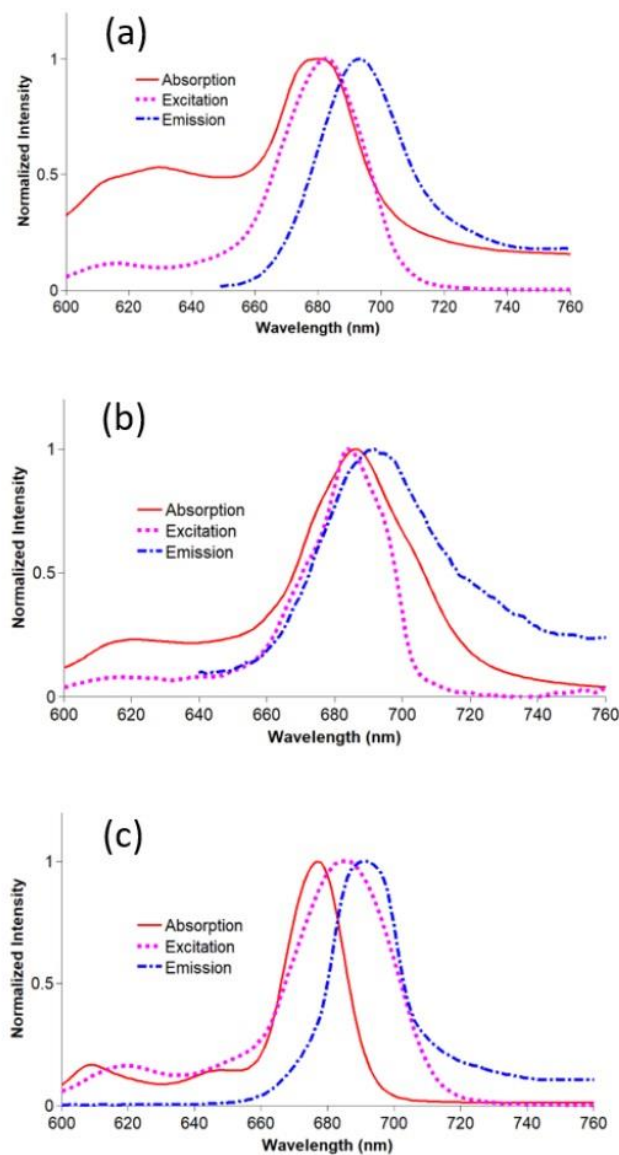 (a)
1
Absorption
Excitation
Emission
Normalized Intensity
0.5
0
600 620 640 660 680 700 720 740 760
Wavelength (nm)
(b)
1
Absorption
Excitation
Emission
Normalized Intensity
0.5
0
600 620 640 660 680 700 720 740 760
Wavelength (nm)
(c)
1
Absorption
Excitation
Emission
Normalized Intensity
0.5
0
600 620 640 660 680 700 720 740 760
Wavelength (nm)